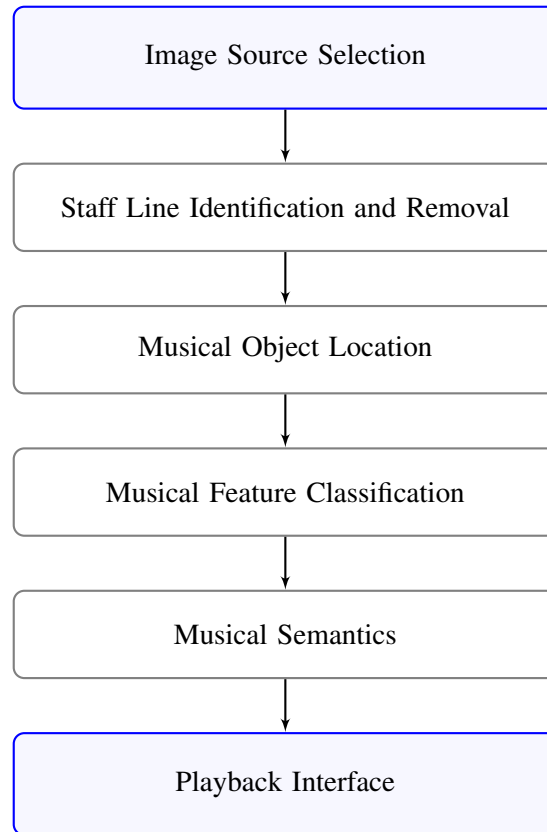 Image Source Selection
Staff Line Identification and Removal
Musical Object Location
Musical Feature Classification
Musical Semantics
Playback Interface